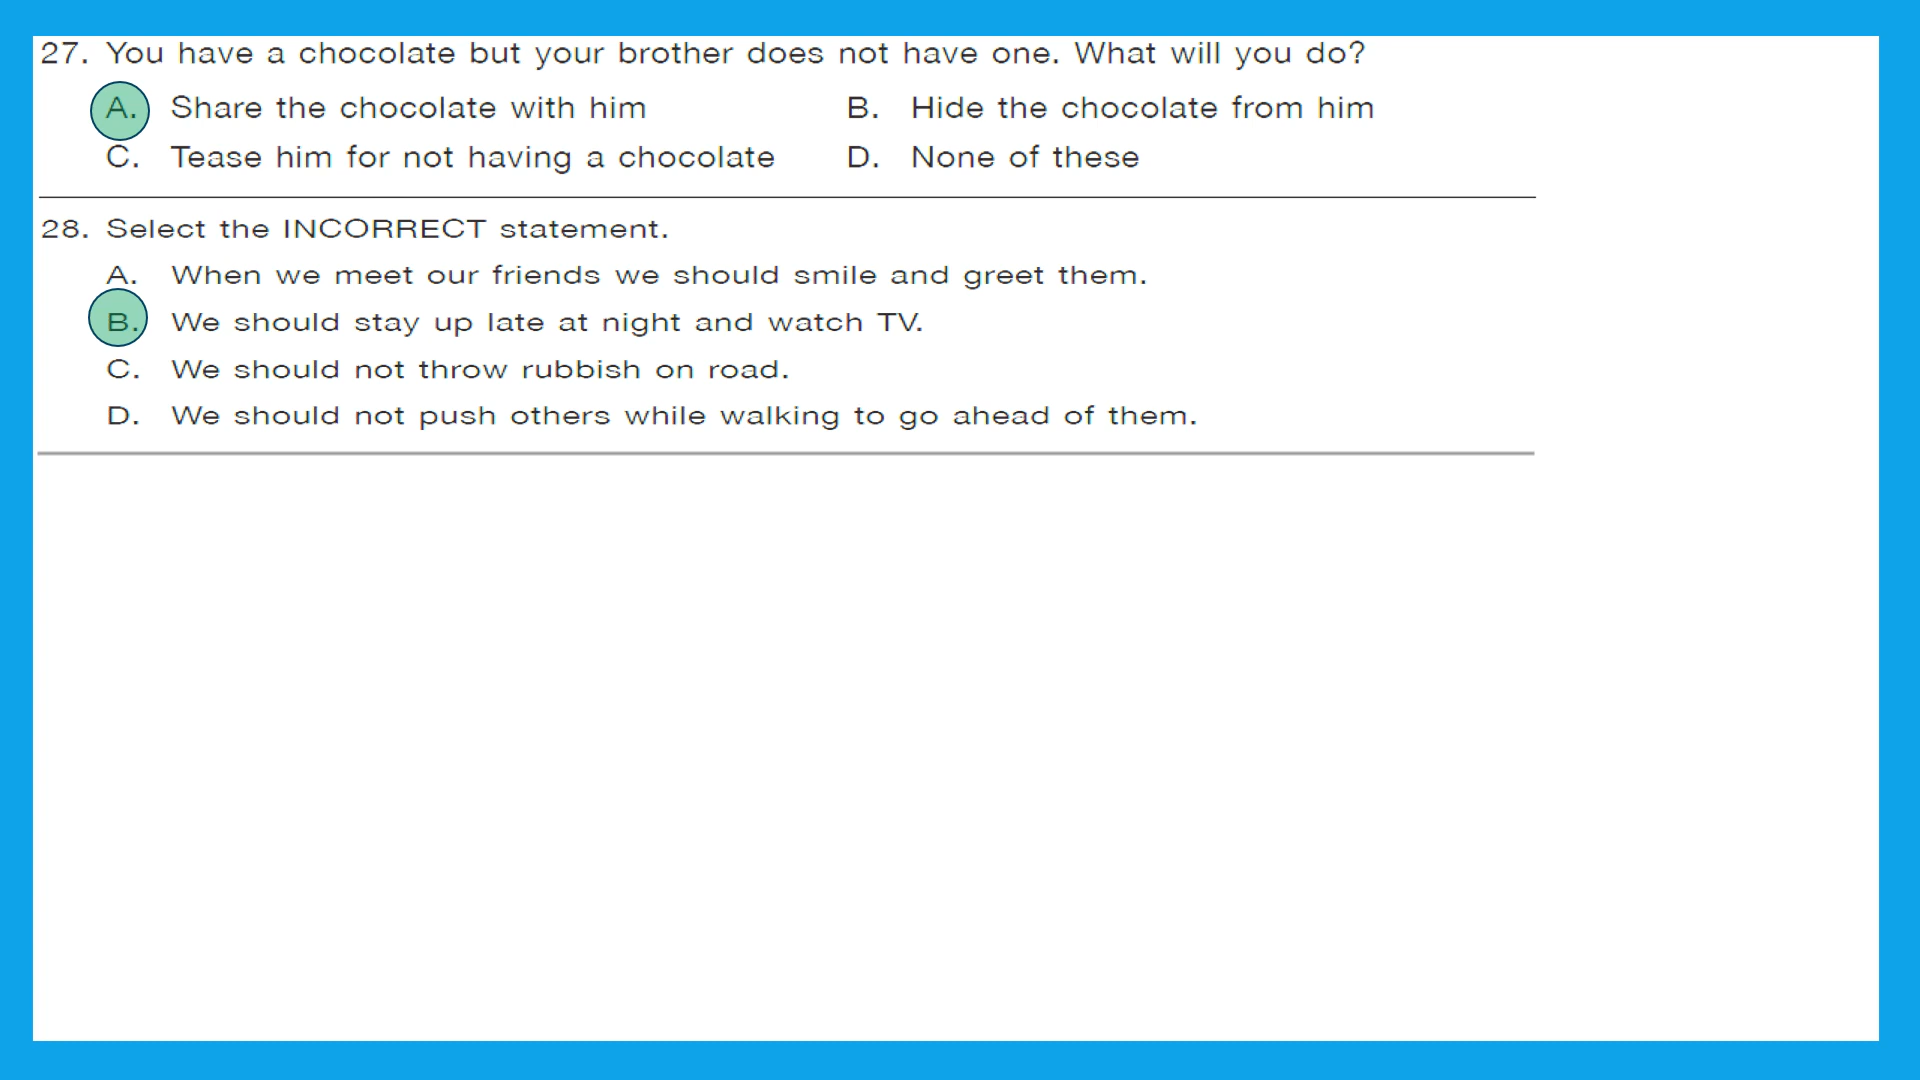 27. You have a chocolate but your brother does not have one. What will you do?
A. Share the chocolate with him B. Hide the chocolate from him
C. Tease him for not having a chocolate D. None of these
28. Select the INCORRECT statement.
A. When we meet our friends we should smile and greet them.
B. We should stay up late at night and watch TV.
C. We should not throw rubbish on road.
D. We should not push others while walking to go ahead of them.